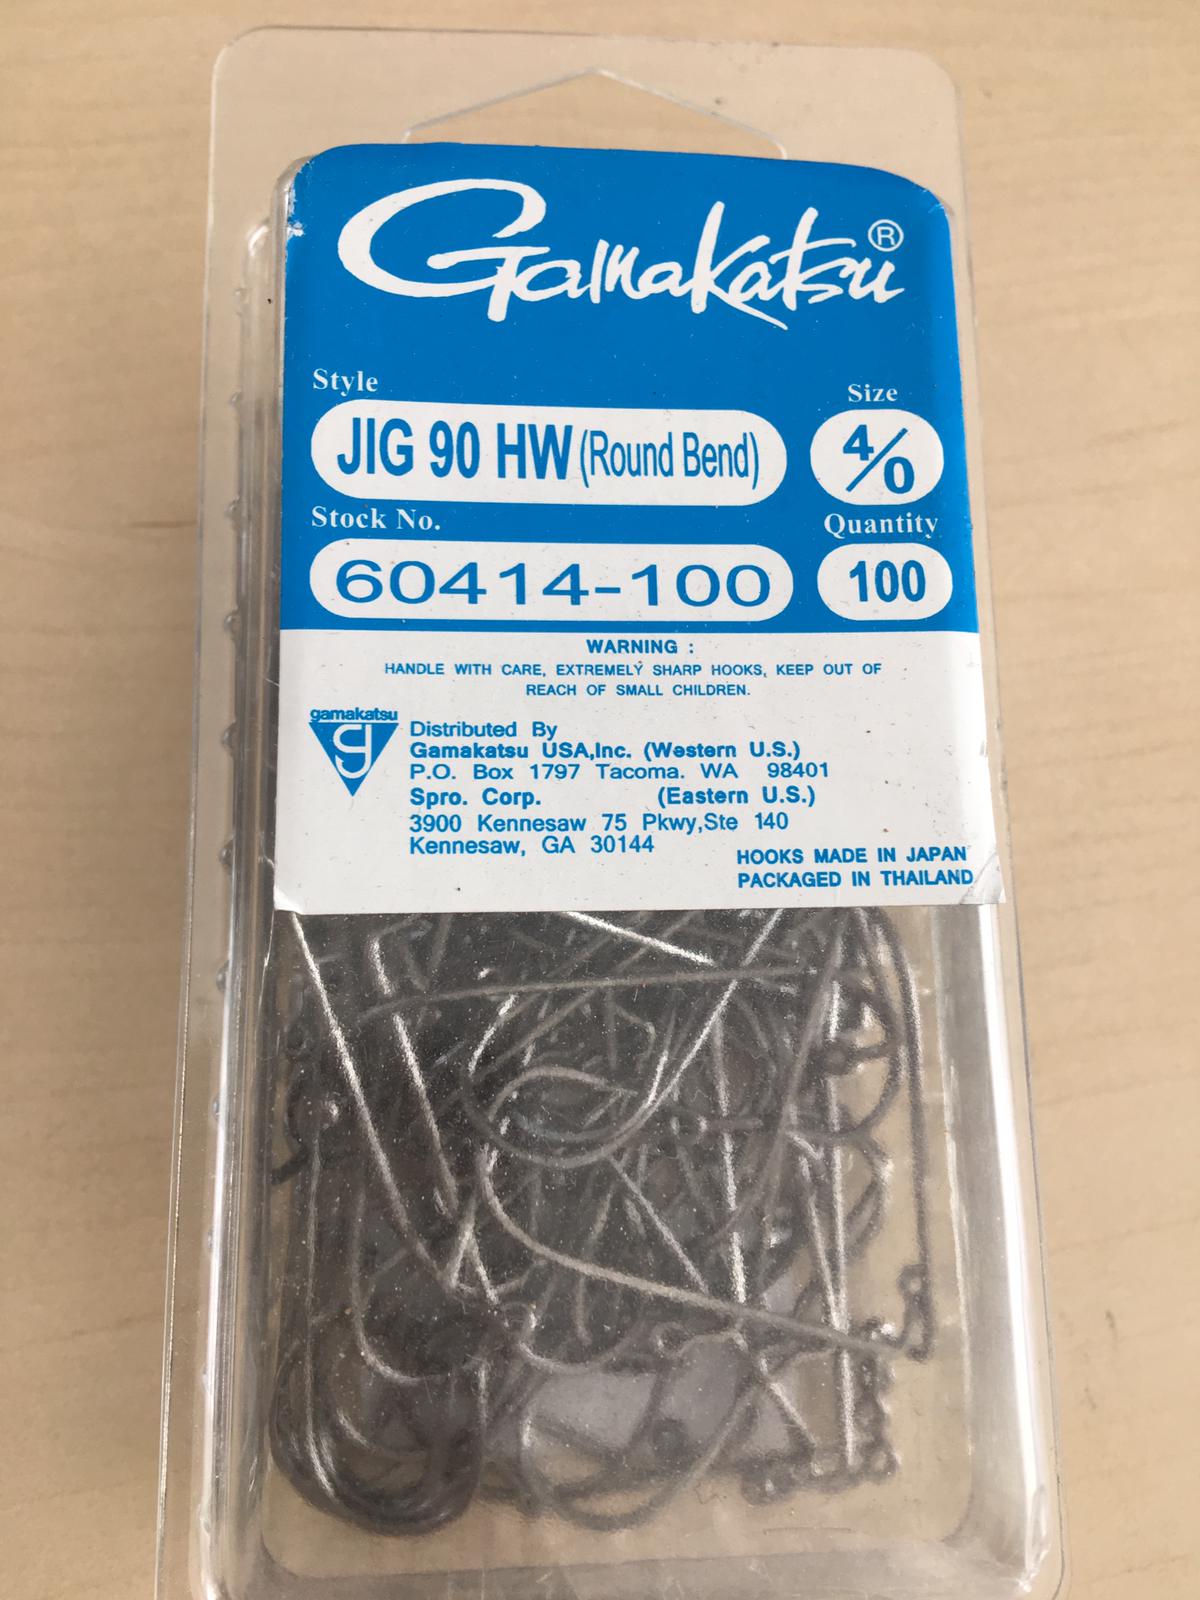 Gamakatsu®
Style
Size
JIG 90 HW (Round Bend)
4/0
Stock No.
Quantity
60414-100
100
WARNING :
HANDLE WITH CARE, EXTREMELY SHARP HOOKS, KEEP OUT OF
REACH OF SMALL CHILDREN.
gamakatsu
g
Distributed By
Gamakatsu USA,Inc. (Western U.S.)
P.O. Box 1797 Tacoma. WA 98401
Spro. Corp. (Eastern U.S.)
3900 Kennesaw 75 Pkwy,Ste 140
Kennesaw, GA 30144
HOOKS MADE IN JAPAN
PACKAGED IN THAILAND